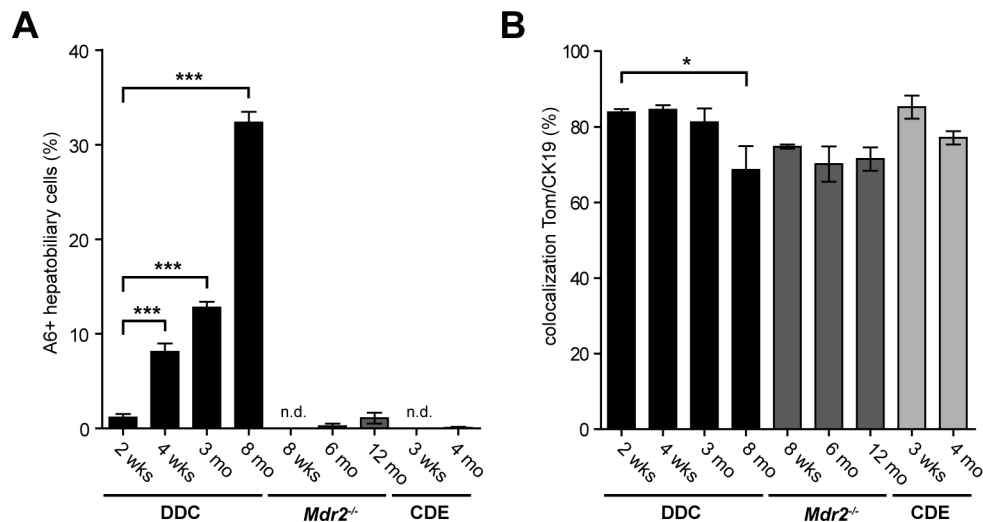 A
A6+ hepatobiliary cells (%)
40
30
20
10
0
***
***
***
n.d.
n.d.
2 wks
4 wks
3 mo
8 mo
8 wks
6 mo
12 mo
3 wks
4 mo
DDC
Mdr2-/-
CDE
B
colocalization Tom/CK19 (%)
100
80
60
40
20
0
*
2 wks
4 wks
3 mo
8 mo
8 wks
6 mo
12 mo
3 wks
4 mo
DDC
Mdr2-/-
CDE